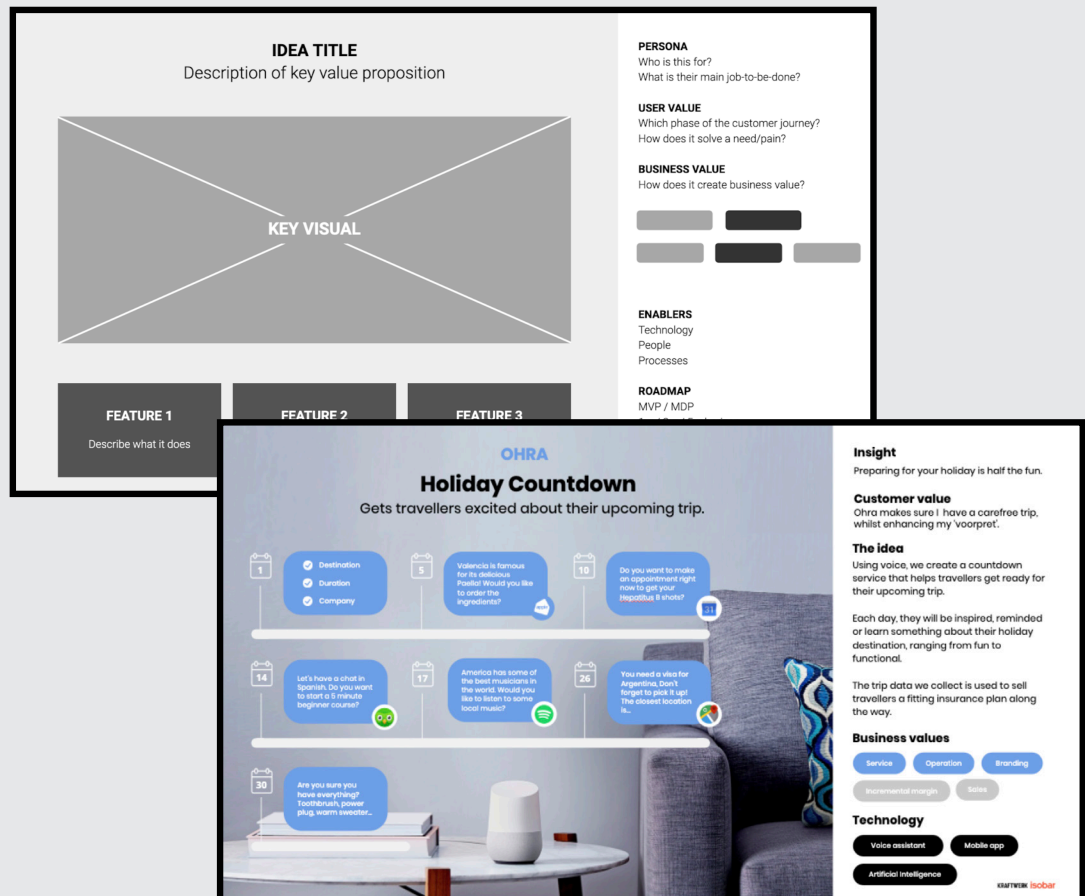 IDEA TITLE
Description of key value proposition
KEY VISUAL
FEATURE 1
Describe what it does
FEATURE 2
FEATURE 3
PERSONA
Who is this for?
What is their main job-to-be-done?
USER VALUE
Which phase of the customer journey?
How does it solve a need/pain?
BUSINESS VALUE
How does it create business value?
ENABLERS
Technology
People
Processes
ROADMAP
MVP / MDP
OHRA
Holiday Countdown
Gets travellers excited about their upcoming trip.
1
Destination
Duration
Company
5
Valencia is famous
for its delicious
Paella! Would you like
to order the
ingredients?
10
Do you want to make
an appointment right
now to get your
Hepatitus B shots?
31
14
Let's have a chat in
Spanish. Do you want
to start a 5 minute
beginner course?
17
America has some of
the best musicians in
the world. Would you
like to listen to some
local music?
26
You need a visa for
Argentina, Don't
forget to pick it up!
The closest location
is...
30
Are you sure you
have everything?
Toothbrush, power
plug, warm sweater...
Insight
Preparing for your holiday is half the fun.
Customer value
Ohra makes sure I have a carefree trip,
whilst enhancing my 'voorpret'.
The idea
Using voice, we create a countdown
service that helps travellers get ready for
their upcoming trip.
Each day, they will be inspired, reminded
or learn something about their holiday
destination, ranging from fun to
functional.
The trip data we collect is used to sell
travellers a fitting insurance plan along
the way.
Business values
Service
Operation
Branding
Incremental margin
Sales
Technology
Voice assistant
Mobile app
Artificial Intelligence
KRAFTWERK isobar